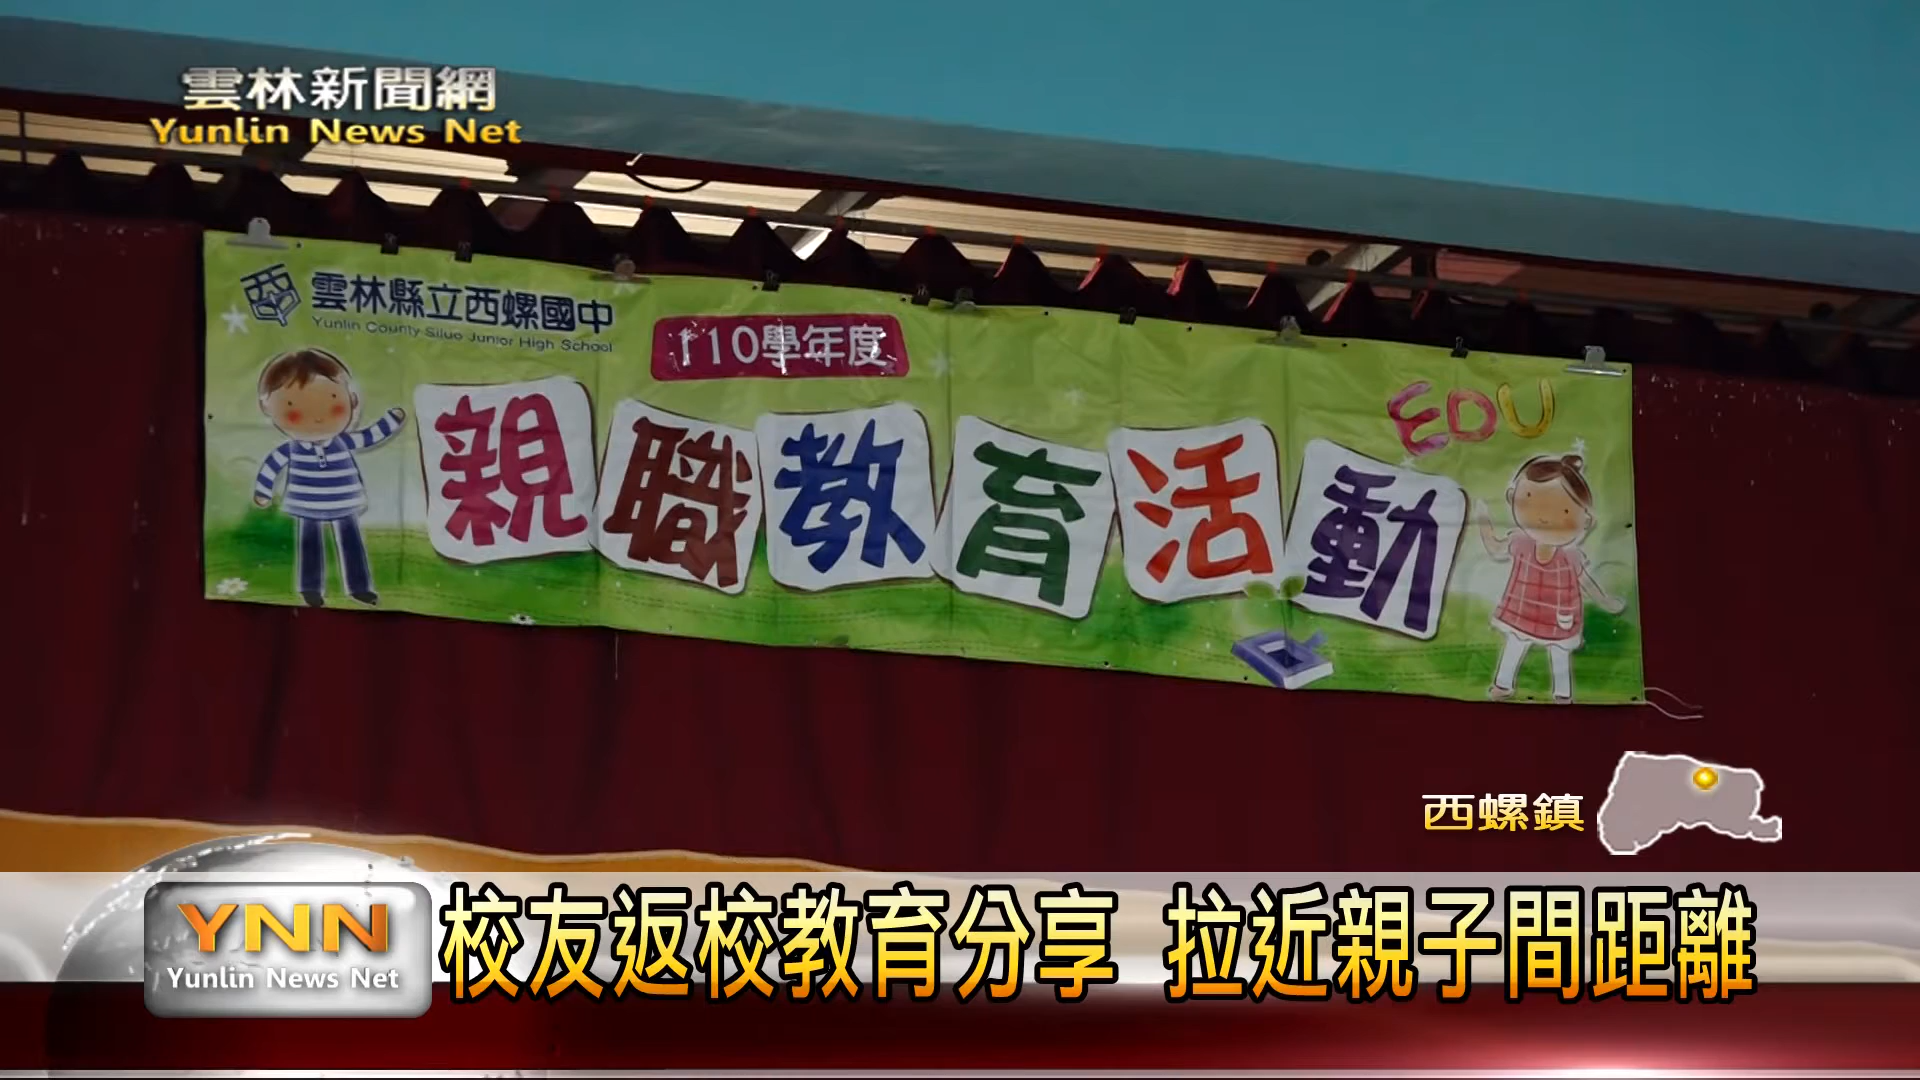 雲林新聞網
Yunlin News Net
雲林縣立西螺國中
Yunlin County Siluo Junior High School
110學年度
EDU
親職教育活動
西螺鎮
YNN
Yunlin News Net
校友返校教育分享 拉近親子間距離